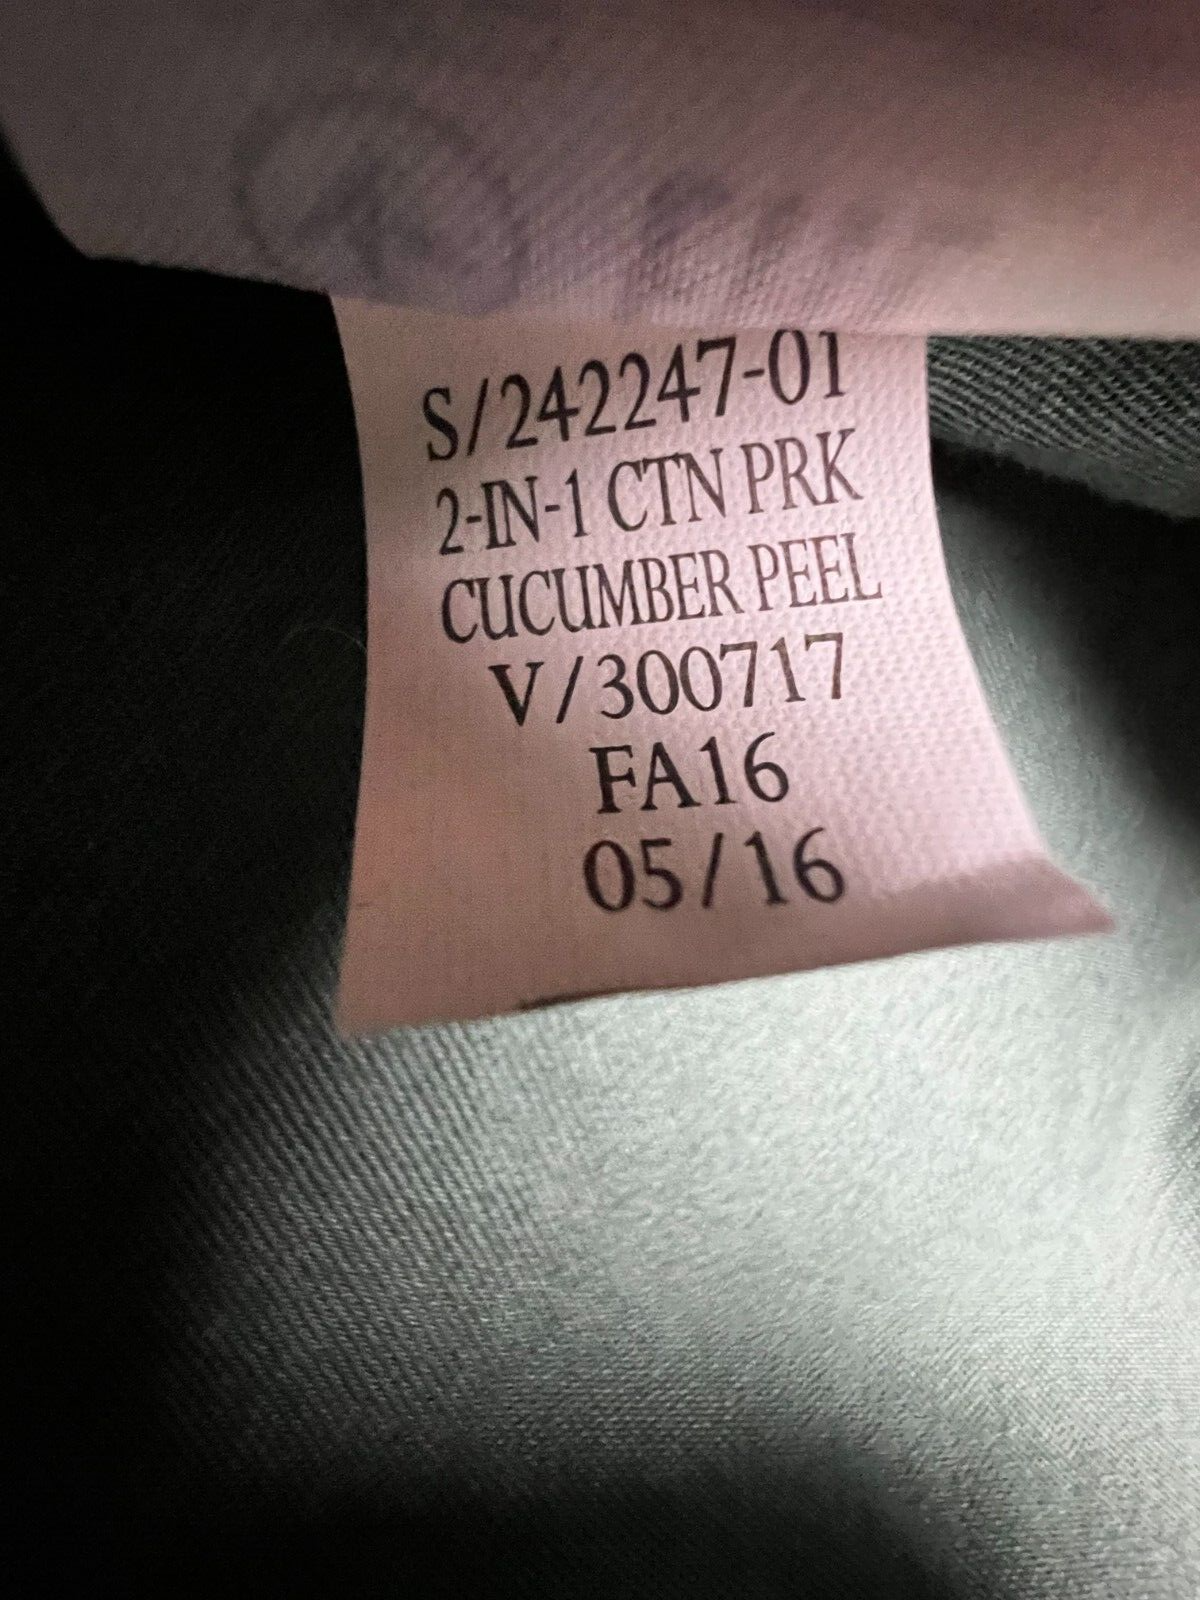 S/242247-01
2-IN-1 CTN PRK
CUCUMBER PEEL
V/300717
FA16
05/16